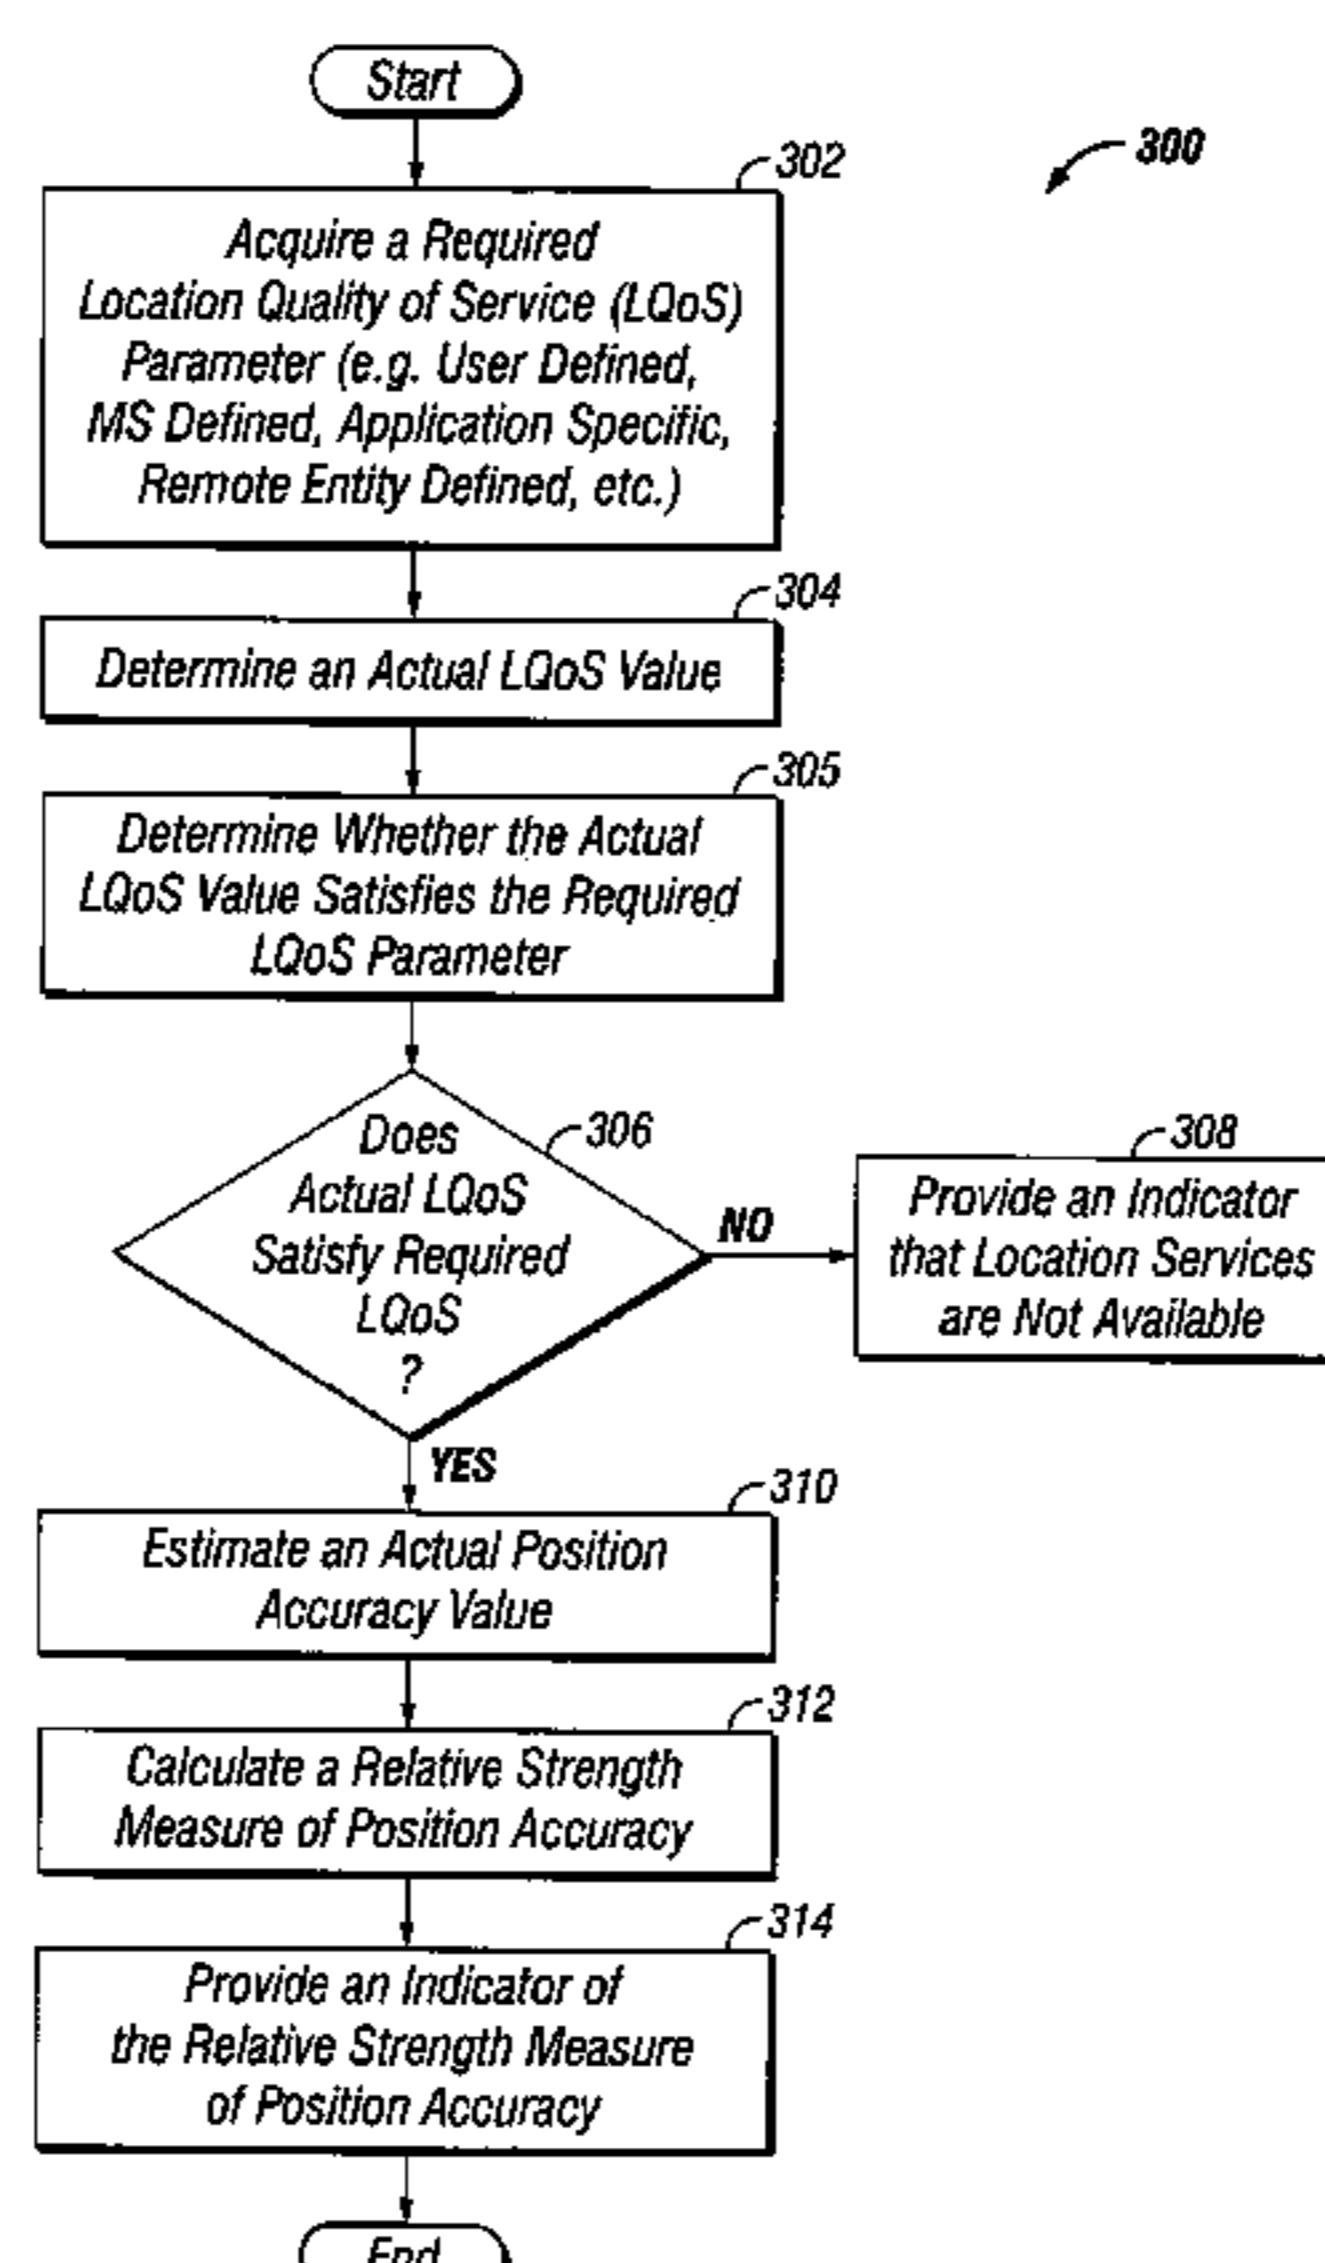 Start
300
302
Acquire a Required
Location Quality of Service (LQoS)
Parameter (e.g. User Defined,
MS Defined, Application Specific,
Remote Entity Defined, etc.)
304
Determine an Actual LQoS Value
305
Determine Whether the Actual
LQoS Value Satisfies the Required
LQoS Parameter
306
Does
Actual LQoS
Satisfy Required
LQoS
?
NO
308
Provide an Indicator
that Location Services
are Not Available
YES
310
Estimate an Actual Position
Accuracy Value
312
Calculate a Relative Strength
Measure of Position Accuracy
314
Provide an Indicator of
the Relative Strength Measure
of Position Accuracy
End